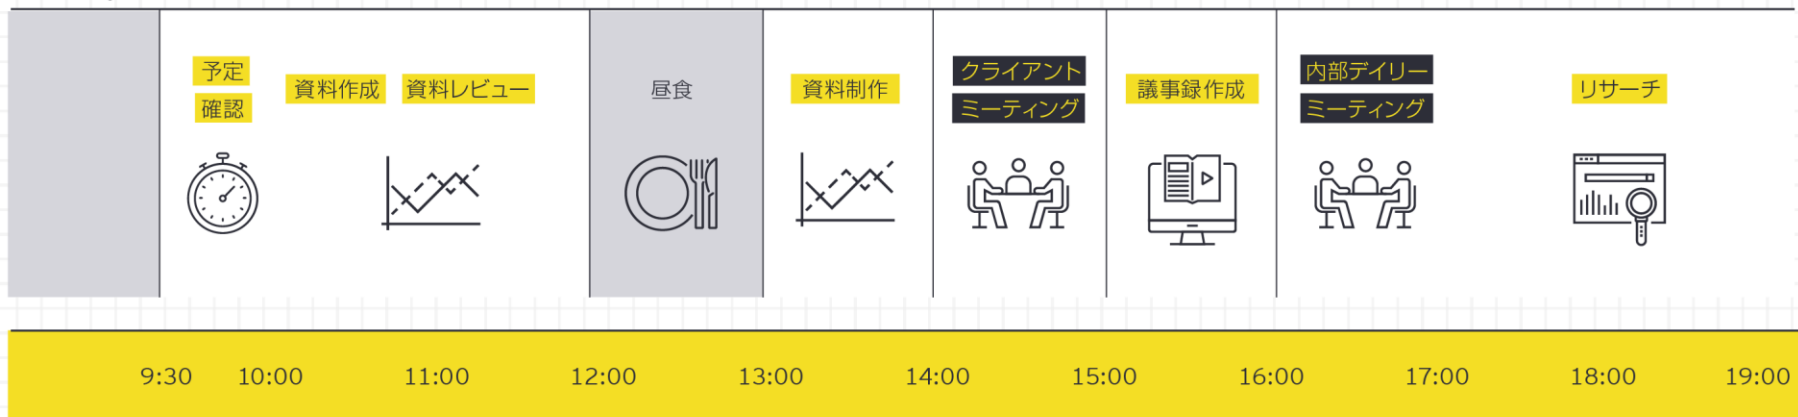 予定
確認
資料作成
資料レビュー
昼食
資料制作
クライアント
ミーティング
議事録作成
内部デイリー
ミーティング
リサーチ
9:30 10:00 11:00 12:00 13:00 14:00 15:00 16:00 17:00 18:00 19:00